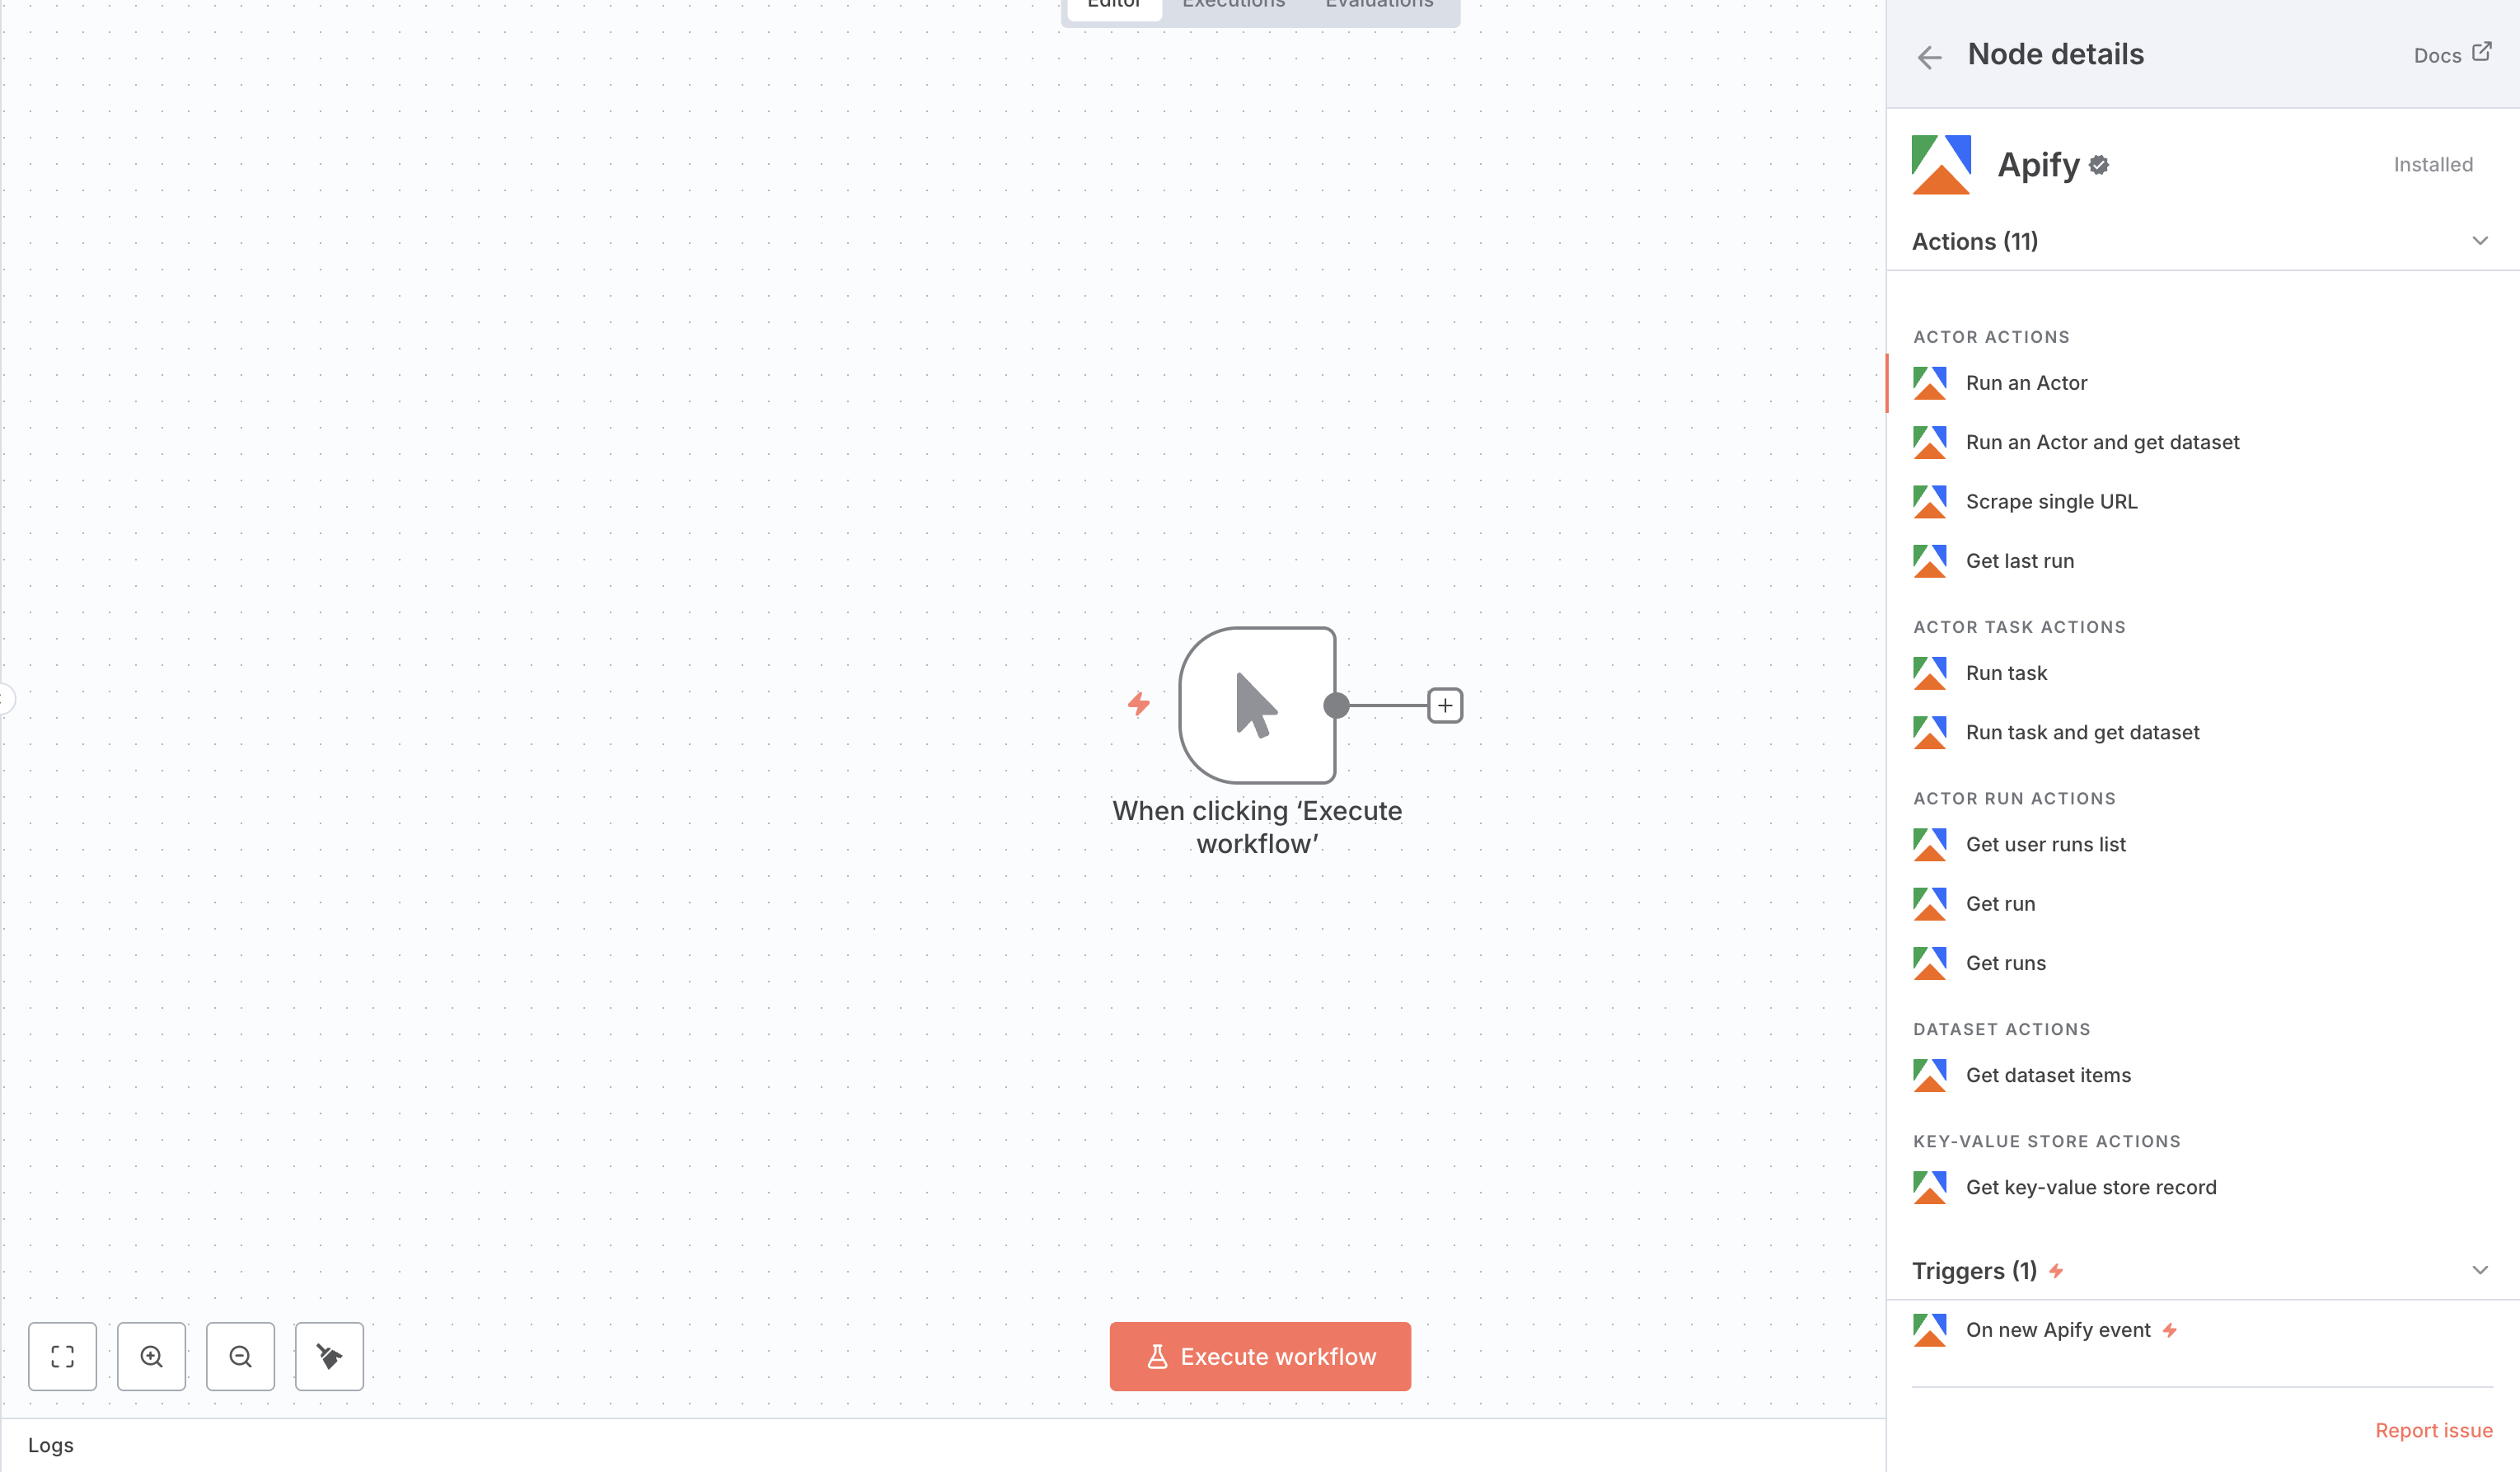 Editor
Executions
Evaluations
When clicking ‘Execute
workflow’
Execute workflow
Logs
Node details
Docs
Apify
Installed
Actions (11)
ACTOR ACTIONS
Run an Actor
Run an Actor and get dataset
Scrape single URL
Get last run
ACTOR TASK ACTIONS
Run task
Run task and get dataset
ACTOR RUN ACTIONS
Get user runs list
Get run
Get runs
DATASET ACTIONS
Get dataset items
KEY-VALUE STORE ACTIONS
Get key-value store record
Triggers (1)
On new Apify event
Report issue